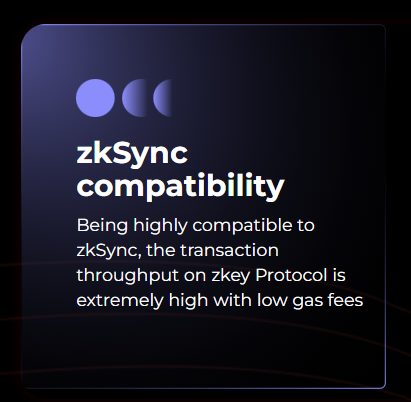 zkSync
compatibility
Being highly compatible to
zkSync, the transaction
throughput on zkey Protocol is
extremely high with low gas fees